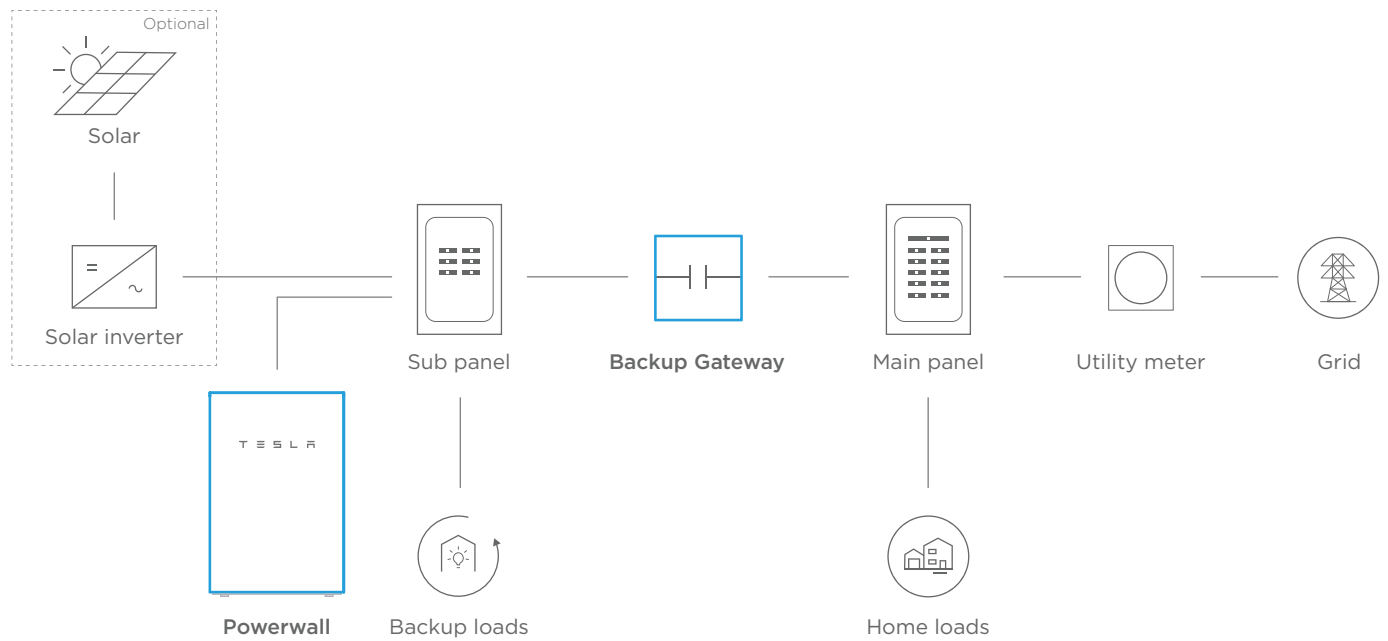 Optional
Solar
Solar inverter
Sub panel
Backup Gateway
Main panel
Utility meter
Grid
TESLA
Powerwall
Backup loads
Home loads